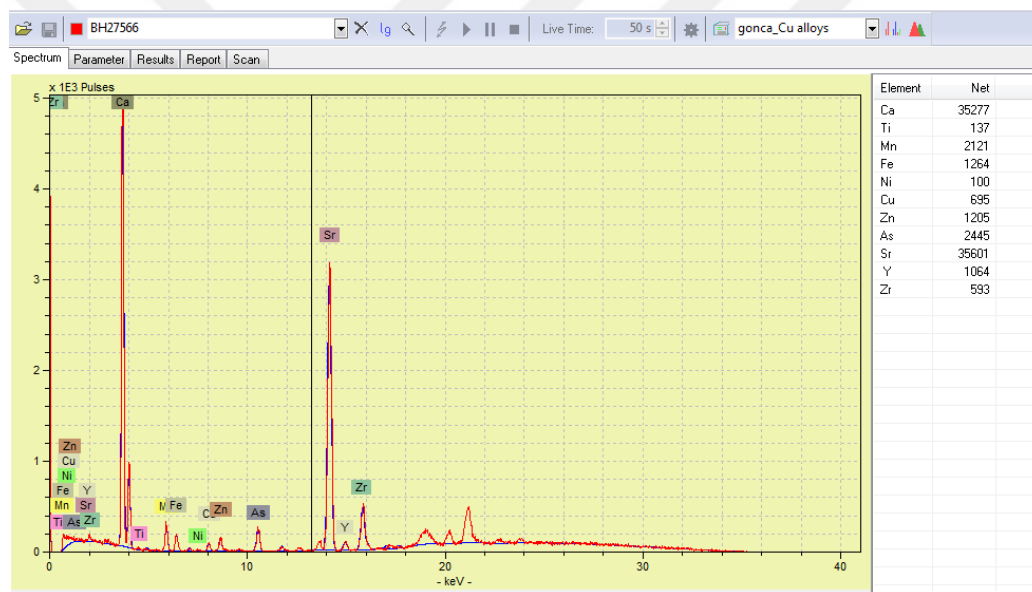 BH27566
lg
Live Time:
50 s
gonca_Cu alloys
Spectrum Parameter Results Report Scan
x 1E3 Pulses
5
4
3
2
1
0
Zr
Ca
Sr
Zn
Cu
Ni
Fe Y
Mn Sr
Ti As Zr
Ti
Fe
Ni
Zn
As
Y
Zr
0 10 20 30 40
- keV -
Element Net
Ca 35277
Ti 137
Mn 2121
Fe 1264
Ni 100
Cu 695
Zn 1205
As 2445
Sr 35601
Y 1064
Zr 593